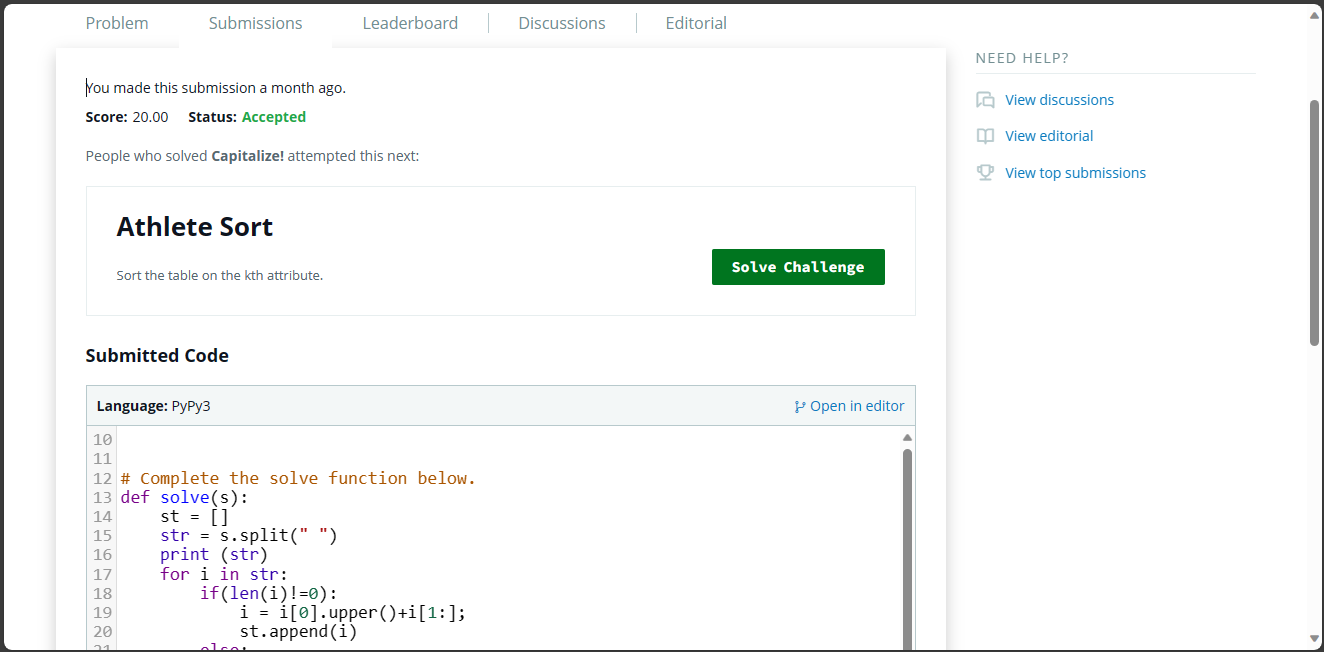 Problem Submissions Leaderboard Discussions Editorial
You made this submission a month ago.
Score: 20.00 Status: Accepted
People who solved Capitalize! attempted this next:
Athlete Sort
Sort the table on the kth attribute.
Solve Challenge
Submitted Code
Language: PyPy3 Open in editor
10
11
12 # Complete the solve function below.
13 def solve(s):
14     st = []
15     str = s.split(" ")
16     print (str)
17     for i in str:
18         if(len(i)!=0):
19             i = i[0].upper()+i[1:];
20             st.append(i)
21         else:
NEED HELP?
View discussions
View editorial
View top submissions